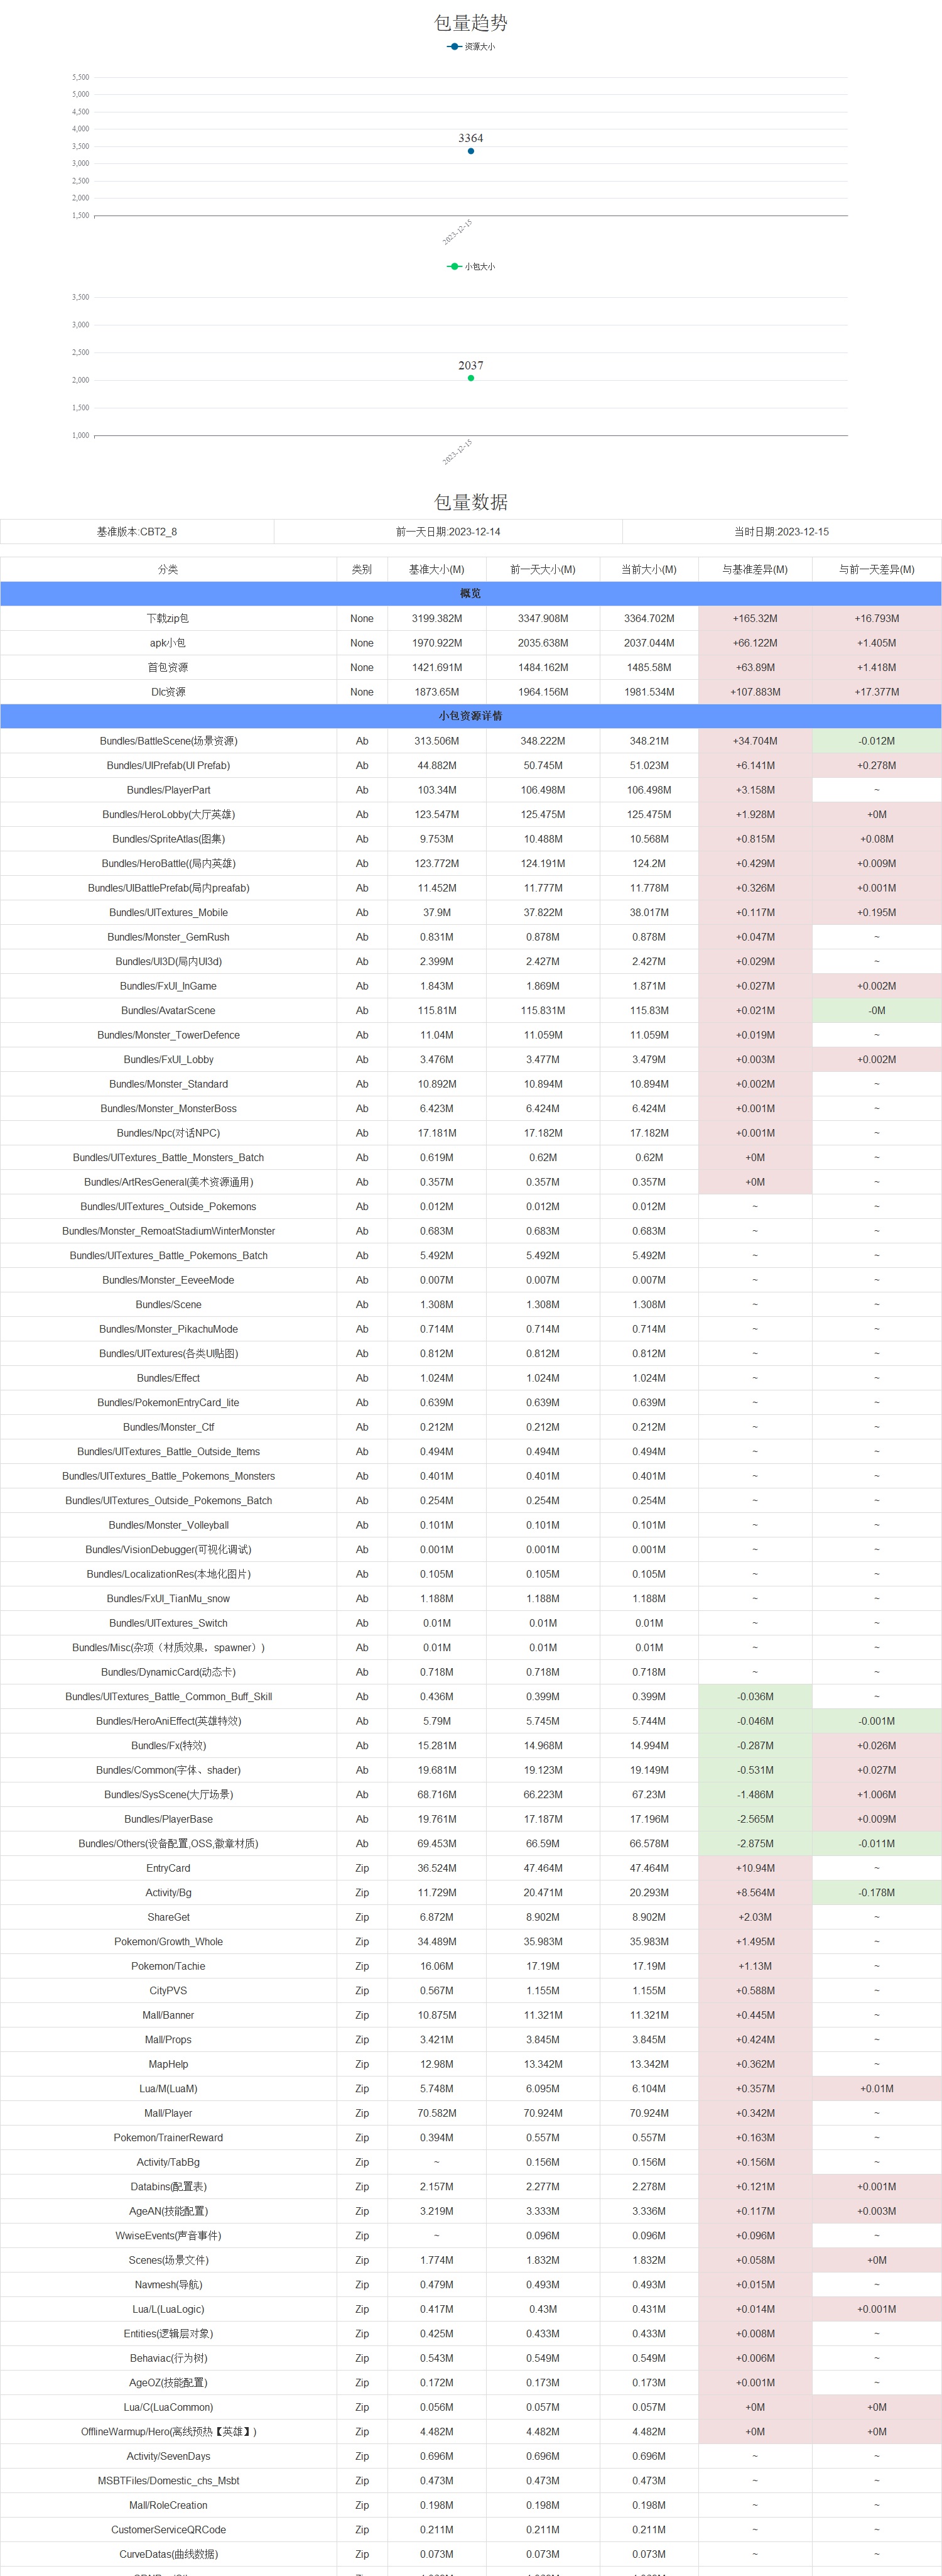 包量趋势
资源大小
5,500
5,000
4,500
4,000
3,500
3,000
2,500
2,000
1,500
3364
2023-12-15
小包大小
3,500
3,000
2,500
2,000
1,500
1,000
2037
2023-12-15
包量数据
基准版本:CBT2_8 前一天日期:2023-12-14 当时日期:2023-12-15
分类 类别 基准大小(M) 前一天大小(M) 当前大小(M) 与基准差异(M) 与前一天差异(M)
概览
下载zip包 None 3199.382M 3347.908M 3364.702M +165.32M +16.793M
apk小包 None 1970.922M 2035.638M 2037.044M +66.122M +1.405M
首包资源 None 1421.691M 1484.162M 1485.58M +63.89M +1.418M
Dlc资源 None 1873.65M 1964.156M 1981.534M +107.883M +17.377M
小包资源详情
Bundles/BattleScene(场景资源) Ab 313.506M 348.222M 348.21M +34.704M -0.012M
Bundles/UIPrefab(UI Prefab) Ab 44.882M 50.745M 51.023M +6.141M +0.278M
Bundles/PlayerPart Ab 103.34M 106.498M 106.498M +3.158M ~
Bundles/HeroLobby(大厅英雄) Ab 123.547M 125.475M 125.475M +1.928M +0M
Bundles/SpriteAtlas(图集) Ab 9.753M 10.488M 10.568M +0.815M +0.08M
Bundles/HeroBattle((局内英雄) Ab 123.772M 124.191M 124.2M +0.429M +0.009M
Bundles/UIBattlePrefab(局内preafab) Ab 11.452M 11.777M 11.778M +0.326M +0.001M
Bundles/UITextures_Mobile Ab 37.9M 37.822M 38.017M +0.117M +0.195M
Bundles/Monster_GemRush Ab 0.831M 0.878M 0.878M +0.047M ~
Bundles/UI3D(局内UI3d) Ab 2.399M 2.427M 2.427M +0.029M ~
Bundles/FxUI_InGame Ab 1.843M 1.869M 1.871M +0.027M +0.002M
Bundles/AvatarScene Ab 115.81M 115.831M 115.83M +0.021M -0M
Bundles/Monster_TowerDefence Ab 11.04M 11.059M 11.059M +0.019M ~
Bundles/FxUI_Lobby Ab 3.476M 3.477M 3.479M +0.003M +0.002M
Bundles/Monster_Standard Ab 10.892M 10.894M 10.894M +0.002M ~
Bundles/Monster_MonsterBoss Ab 6.423M 6.424M 6.424M +0.001M ~
Bundles/Npc(对话NPC) Ab 17.181M 17.182M 17.182M +0.001M ~
Bundles/UITextures_Battle_Monsters_Batch Ab 0.619M 0.62M 0.62M +0M ~
Bundles/ArtResGeneral(美术资源通用) Ab 0.357M 0.357M 0.357M +0M ~
Bundles/UITextures_Outside_Pokemons Ab 0.012M 0.012M 0.012M ~ ~
Bundles/Monster_RemoatStadiumWinterMonster Ab 0.683M 0.683M 0.683M ~ ~
Bundles/UITextures_Battle_Pokemons_Batch Ab 5.492M 5.492M 5.492M ~ ~
Bundles/Monster_EeveeMode Ab 0.007M 0.007M 0.007M ~ ~
Bundles/Scene Ab 1.308M 1.308M 1.308M ~ ~
Bundles/Monster_PikachuMode Ab 0.714M 0.714M 0.714M ~ ~
Bundles/UITextures(各类UI贴图) Ab 0.812M 0.812M 0.812M ~ ~
Bundles/Effect Ab 1.024M 1.024M 1.024M ~ ~
Bundles/PokemonEntryCard_lite Ab 0.639M 0.639M 0.639M ~ ~
Bundles/Monster_Ctf Ab 0.212M 0.212M 0.212M ~ ~
Bundles/UITextures_Battle_Outside_Items Ab 0.494M 0.494M 0.494M ~ ~
Bundles/UITextures_Battle_Pokemons_Monsters Ab 0.401M 0.401M 0.401M ~ ~
Bundles/UITextures_Outside_Pokemons_Batch Ab 0.254M 0.254M 0.254M ~ ~
Bundles/Monster_Volleyball Ab 0.101M 0.101M 0.101M ~ ~
Bundles/VisionDebugger(可视化调试) Ab 0.001M 0.001M 0.001M ~ ~
Bundles/LocalizationRes(本地化图片) Ab 0.105M 0.105M 0.105M ~ ~
Bundles/FxUI_TianMu_snow Ab 1.188M 1.188M 1.188M ~ ~
Bundles/UITextures_Switch Ab 0.01M 0.01M 0.01M ~ ~
Bundles/Misc(杂项（材质效果，spawner）) Ab 0.01M 0.01M 0.01M ~ ~
Bundles/DynamicCard(动态卡) Ab 0.718M 0.718M 0.718M ~ ~
Bundles/UITextures_Battle_Common_Buff_Skill Ab 0.436M 0.399M 0.399M -0.036M ~
Bundles/HeroAniEffect(英雄特效) Ab 5.79M 5.745M 5.744M -0.046M -0.001M
Bundles/Fx(特效) Ab 15.281M 14.968M 14.994M -0.287M +0.026M
Bundles/Common(字体、shader) Ab 19.681M 19.123M 19.149M -0.531M +0.027M
Bundles/SysScene(大厅场景) Ab 68.716M 66.223M 67.23M -1.486M +1.006M
Bundles/PlayerBase Ab 19.761M 17.187M 17.196M -2.565M +0.009M
Bundles/Others(设备配置,OSS,徽章材质) Ab 69.453M 66.59M 66.578M -2.875M -0.011M
EntryCard Zip 36.524M 47.464M 47.464M +10.94M ~
Activity/Bg Zip 11.729M 20.471M 20.293M +8.564M -0.178M
ShareGet Zip 6.872M 8.902M 8.902M +2.03M ~
Pokemon/Growth_Whole Zip 34.489M 35.983M 35.983M +1.495M ~
Pokemon/Tachie Zip 16.06M 17.19M 17.19M +1.13M ~
CityPVS Zip 0.567M 1.155M 1.155M +0.588M ~
Mall/Banner Zip 10.875M 11.321M 11.321M +0.445M ~
Mall/Props Zip 3.421M 3.845M 3.845M +0.424M ~
MapHelp Zip 12.98M 13.342M 13.342M +0.362M ~
Lua/M(LuaM) Zip 5.748M 6.095M 6.104M +0.357M +0.01M
Mall/Player Zip 70.582M 70.924M 70.924M +0.342M ~
Pokemon/TrainerReward Zip 0.394M 0.557M 0.557M +0.163M ~
Activity/TabBg Zip ~ 0.156M 0.156M +0.156M ~
Databins(配置表) Zip 2.157M 2.277M 2.278M +0.121M +0.001M
AgeAN(技能配置) Zip 3.219M 3.333M 3.336M +0.117M +0.003M
WwiseEvents(声音事件) Zip ~ 0.096M 0.096M +0.096M ~
Scenes(场景文件) Zip 1.774M 1.832M 1.832M +0.058M +0M
Navmesh(导航) Zip 0.479M 0.493M 0.493M +0.015M ~
Lua/L(LuaLogic) Zip 0.417M 0.43M 0.431M +0.014M +0.001M
Entities(逻辑层对象) Zip 0.425M 0.433M 0.433M +0.008M ~
Behaviac(行为树) Zip 0.543M 0.549M 0.549M +0.006M ~
AgeOZ(技能配置) Zip 0.172M 0.173M 0.173M +0.001M ~
Lua/C(LuaCommon) Zip 0.056M 0.057M 0.057M +0M +0M
OfflineWarmup/Hero(离线预热【英雄】) Zip 4.482M 4.482M 4.482M +0M +0M
Activity/SevenDays Zip 0.696M 0.696M 0.696M ~ ~
MSBTFiles/Domestic_chs_Msbt Zip 0.473M 0.473M 0.473M ~ ~
Mall/RoleCreation Zip 0.198M 0.198M 0.198M ~ ~
CustomerServiceQRCode Zip 0.211M 0.211M 0.211M ~ ~
CurveDatas(曲线数据) Zip 0.073M 0.073M 0.073M ~ ~